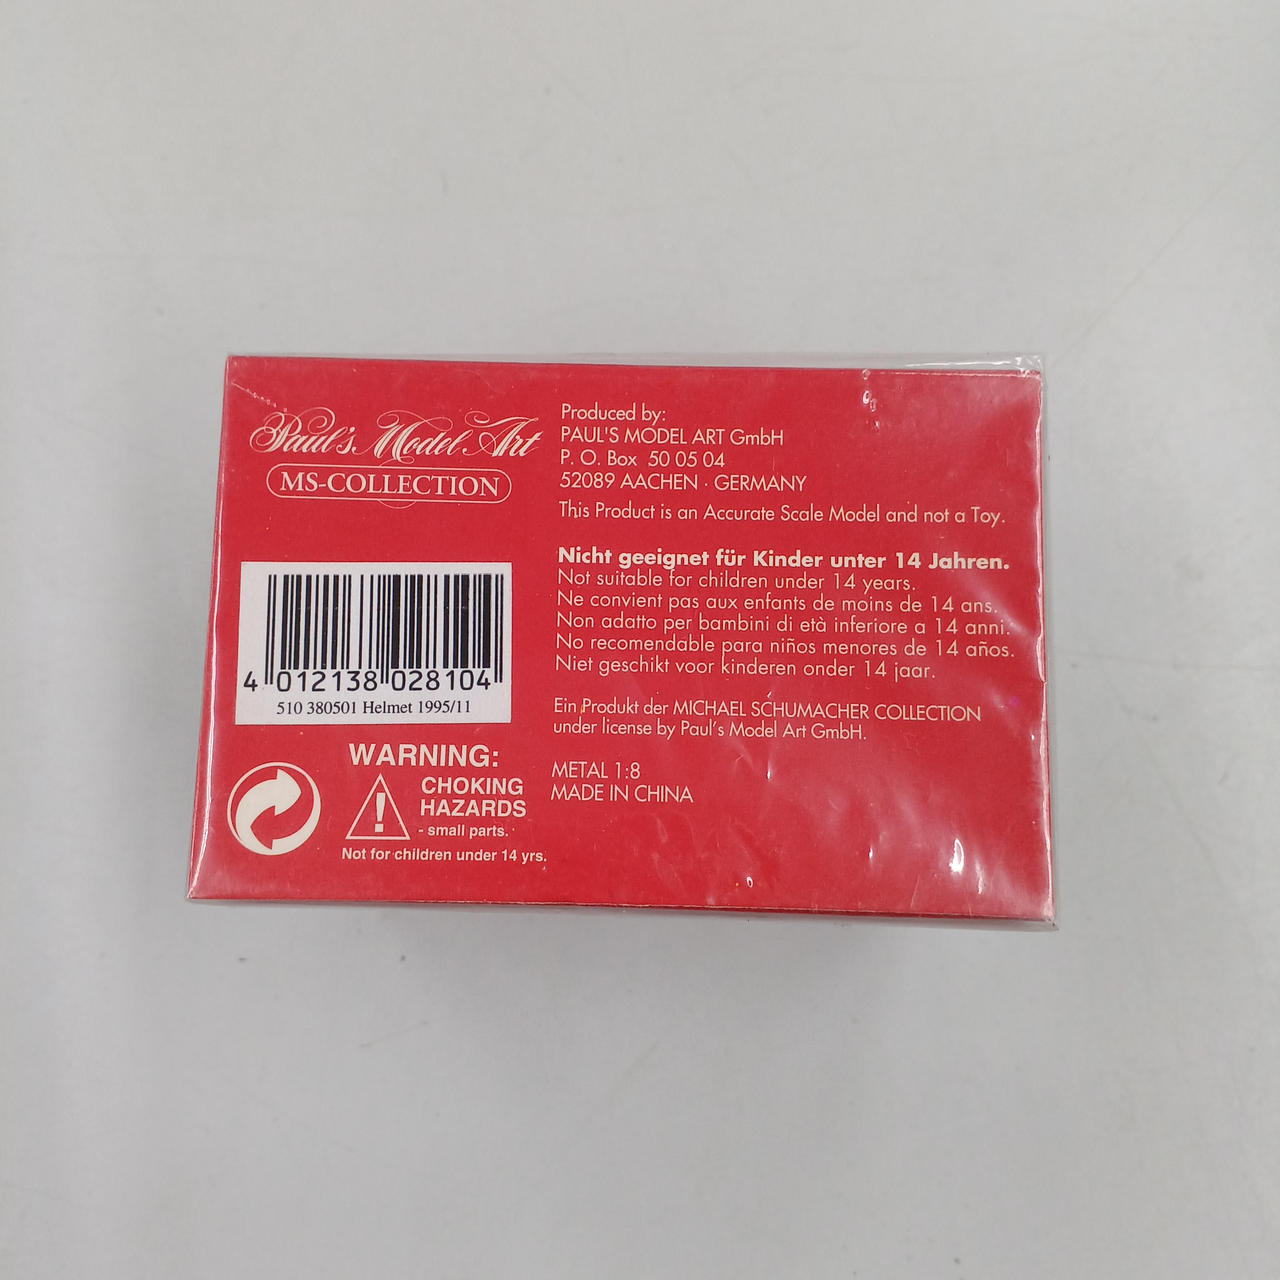 Paul's Model Art
MS-COLLECTION
4 012138 028104
510 380501 Helmet 1995/11
WARNING:
CHOKING
HAZARDS
- small parts.
Not for children under 14 yrs.
Produced by:
PAUL'S MODEL ART GmbH
P. O. Box 50 05 04
52089 AACHEN · GERMANY
This Product is an Accurate Scale Model and not a Toy.
Nicht geeignet für Kinder unter 14 Jahren.
Not suitable for children under 14 years.
Ne convient pas aux enfants de moins de 14 ans.
Non adatto per bambini di età inferiore a 14 anni.
No recomendable para niños menores de 14 años.
Niet geschikt voor kinderen onder 14 jaar.
Ein Produkt der MICHAEL SCHUMACHER COLLECTION
under license by Paul's Model Art GmbH.
METAL 1:8
MADE IN CHINA